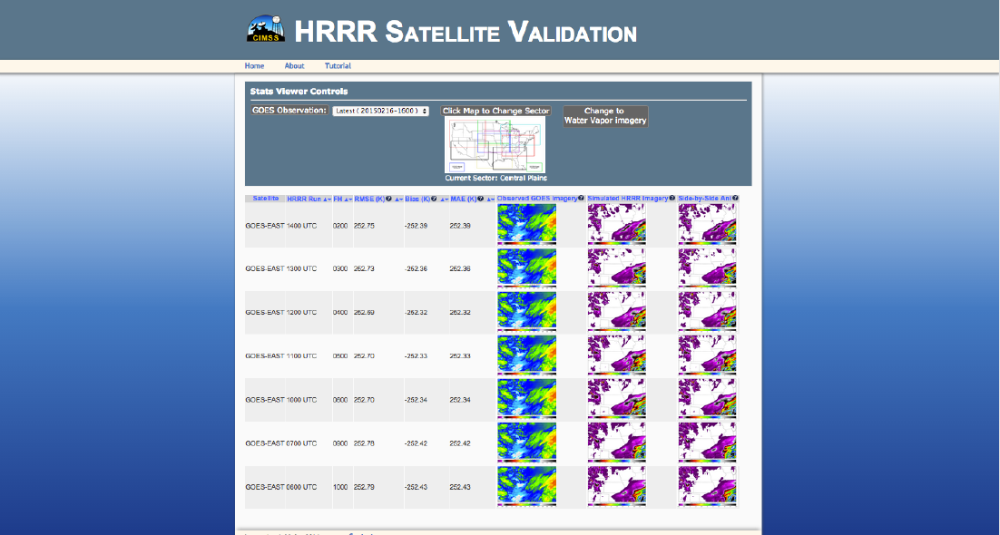 CIMSS
HRRR SATELLITE VALIDATION
Home About Tutorial
Stats Viewer Controls
GOES Observation: Latest ( 20150216-1600 ) Click Map to Change Sector Change to
Water Vapor Imagery
Current Sector: Central Plains
Satellite HRRR Run FH RMSE (K) Bias (K) MAE (K) Observed GOES Imagery Simulated HRRR Imagery Side-by-Side Ani
GOES-EAST 1400 UTC 0200 252.75 -252.39 252.39
GOES-EAST 1300 UTC 0300 252.73 -252.36 252.36
GOES-EAST 1200 UTC 0400 252.69 -252.32 252.32
GOES-EAST 1100 UTC 0500 252.70 -252.33 252.33
GOES-EAST 1000 UTC 0600 252.70 -252.34 252.34
GOES-EAST 0700 UTC 0900 252.78 -252.42 252.42
GOES-EAST 0600 UTC 1000 252.79 -252.43 252.43